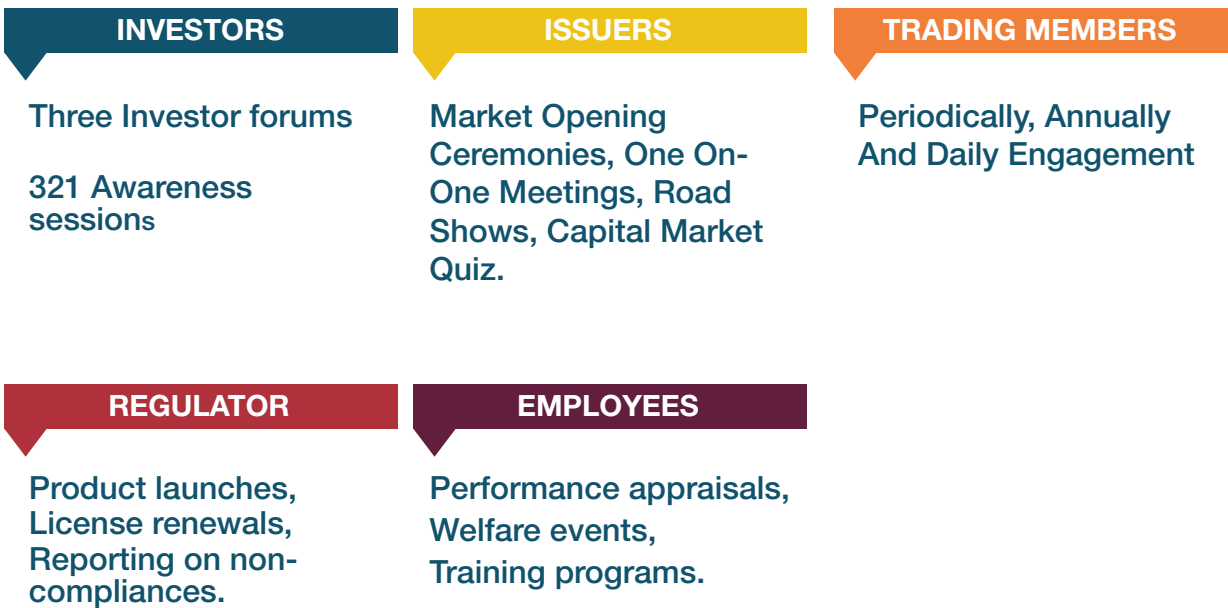 INVESTORS
Three Investor forums
321 Awareness
sessions
ISSUERS
Market Opening
Ceremonies, One On-
One Meetings, Road
Shows, Capital Market
Quiz.
TRADING MEMBERS
Periodically, Annually
And Daily Engagement
REGULATOR
Product launches,
License renewals,
Reporting on non-
compliances.
EMPLOYEES
Performance appraisals,
Welfare events,
Training programs.